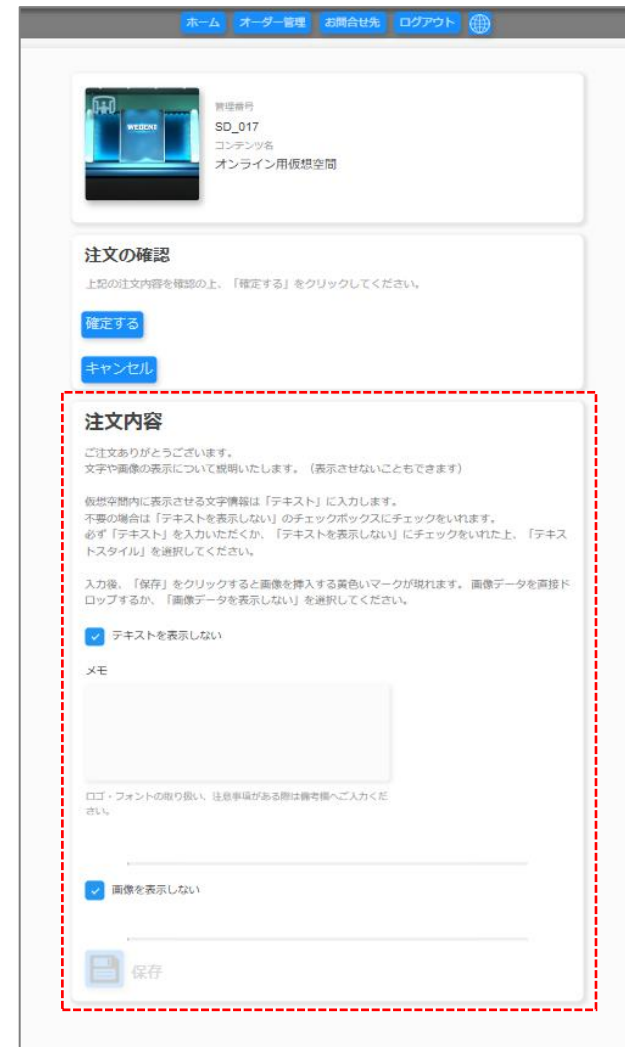 ホーム オーダー管理 お問合せ先 ログアウト
WEDENT
管理番号
SD_017
コンテンツ名
オンライン用仮想空間
注文の確認
上記の注文内容を確認の上、「確定する」をクリックしてください。
確定する
キャンセル
注文内容
ご注文ありがとうございます。
文字や画像の表示について説明いたします。（表示させないこともできます）
仮想空間内に表示させる文字情報は「テキスト」に入力します。
不要の場合は「テキストを表示しない」のチェックボックスにチェックをいれます。
必ず「テキスト」を入力いただくか、「テキストを表示しない」にチェックをいれた上、「テキス
トスタイル」を選択してください。
入力後、「保存」をクリックすると画像を挿入する黄色いマークが現れます。 画像データを直接ド
ロップするか、「画像データを表示しない」を選択してください。
テキストを表示しない
メモ
ロゴ・フォントの取り扱い、注意事項がある際は備考欄へご入力くだ
さい。
画像を表示しない
保存